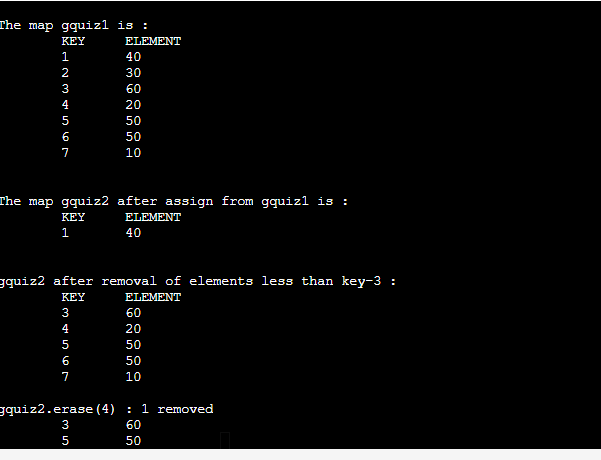 The map gquiz1 is :
KEY ELEMENT
1 40
2 30
3 60
4 20
5 50
6 50
7 10
The map gquiz2 after assign from gquiz1 is :
KEY ELEMENT
1 40
gquiz2 after removal of elements less than key-3 :
KEY ELEMENT
3 60
4 20
5 50
6 50
7 10
gquiz2.erase(4) : 1 removed
3 60
5 50